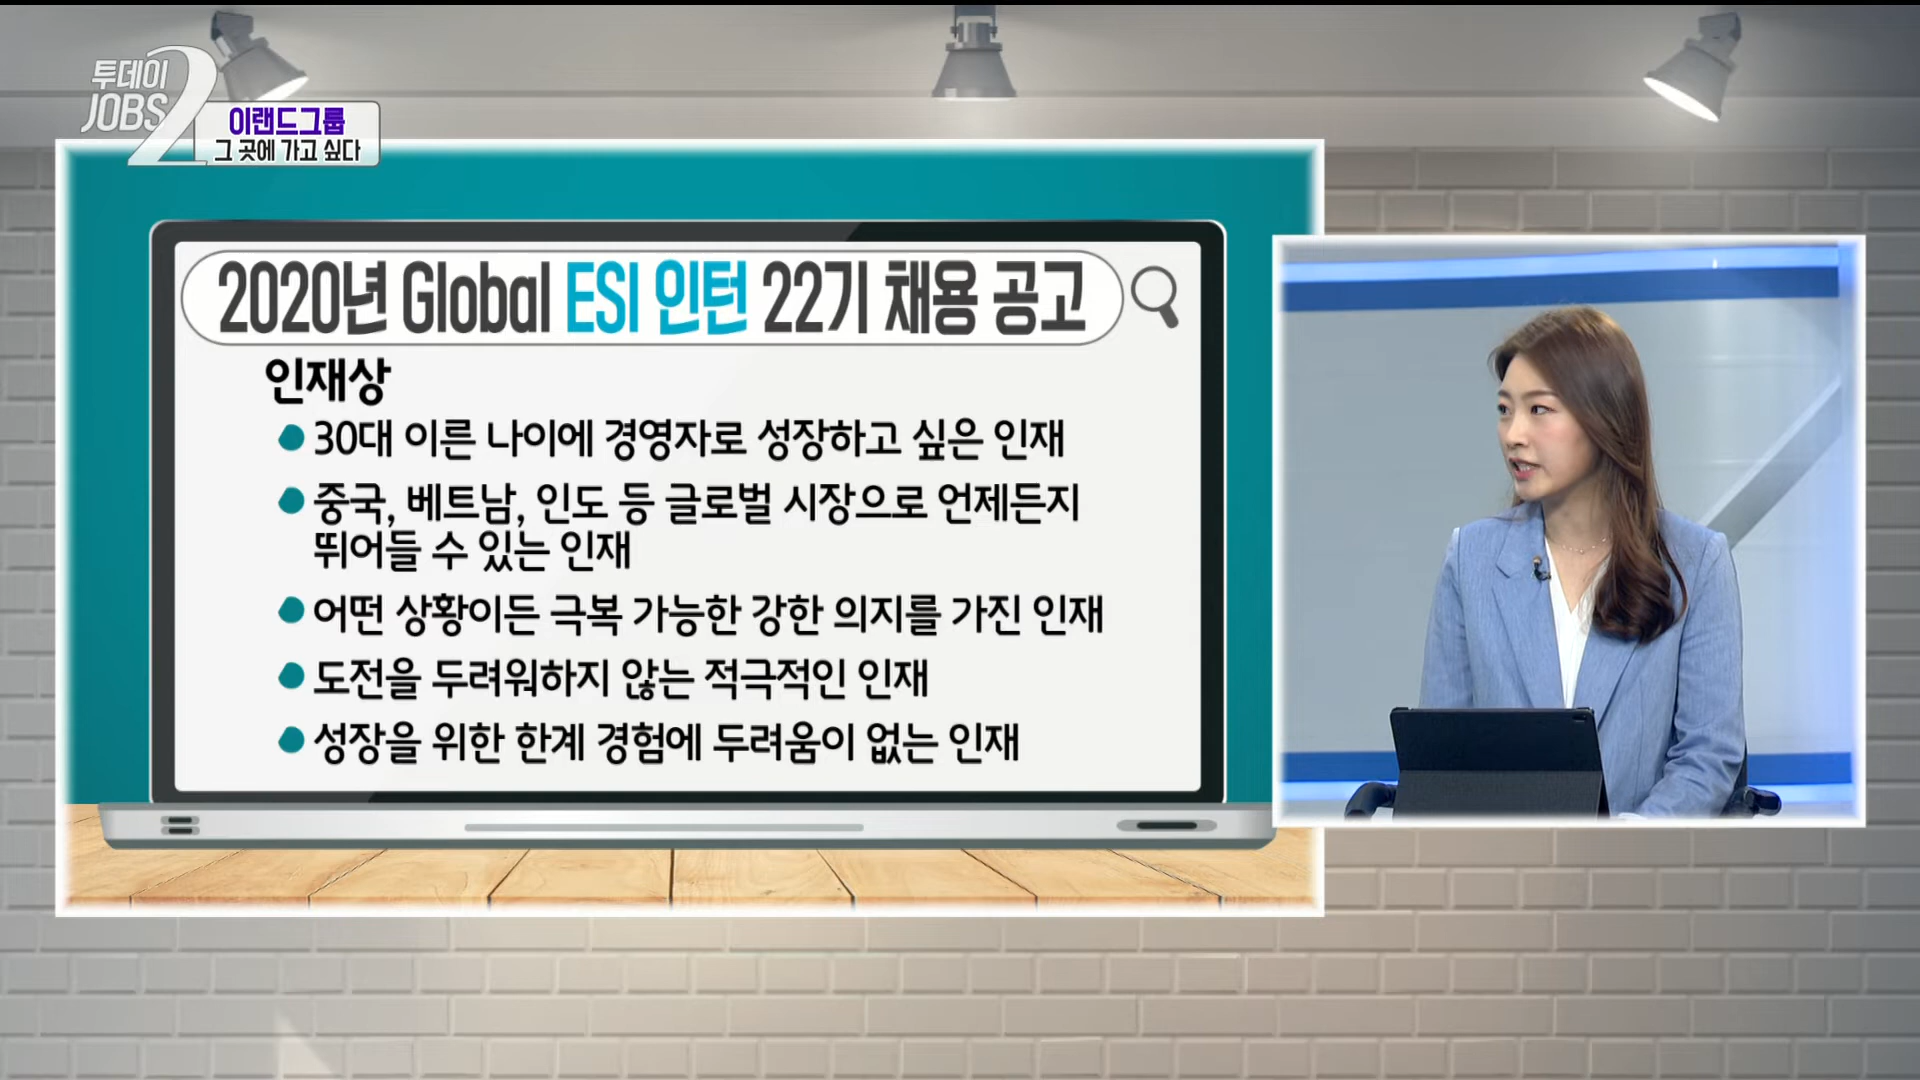 투데이
JOBS 2
이랜드그룹
그 곳에 가고 싶다
2020년 Global ESI 인턴 22기 채용 공고
인재상
30대 이른 나이에 경영자로 성장하고 싶은 인재
중국, 베트남, 인도 등 글로벌 시장으로 언제든지
뛰어들 수 있는 인재
어떤 상황이든 극복 가능한 강한 의지를 가진 인재
도전을 두려워하지 않는 적극적인 인재
성장을 위한 한계 경험에 두려움이 없는 인재